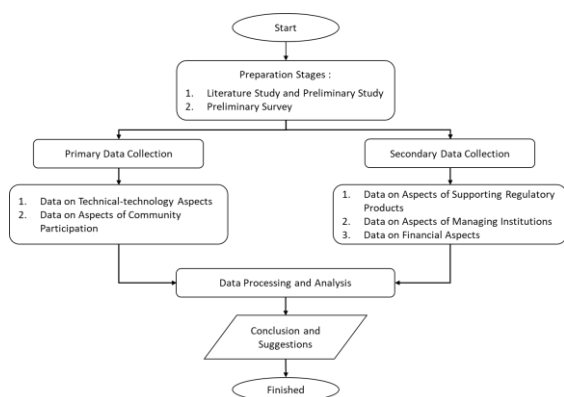 Start
Preparation Stages :
1. Literature Study and Preliminary Study
2. Preliminary Survey
Primary Data Collection
Secondary Data Collection
1. Data on Technical-technology Aspects
2. Data on Aspects of Community
Participation
1. Data on Aspects of Supporting Regulatory
Products
2. Data on Aspects of Managing Institutions
3. Data on Financial Aspects
Data Processing and Analysis
Conclusion and
Suggestions
Finished